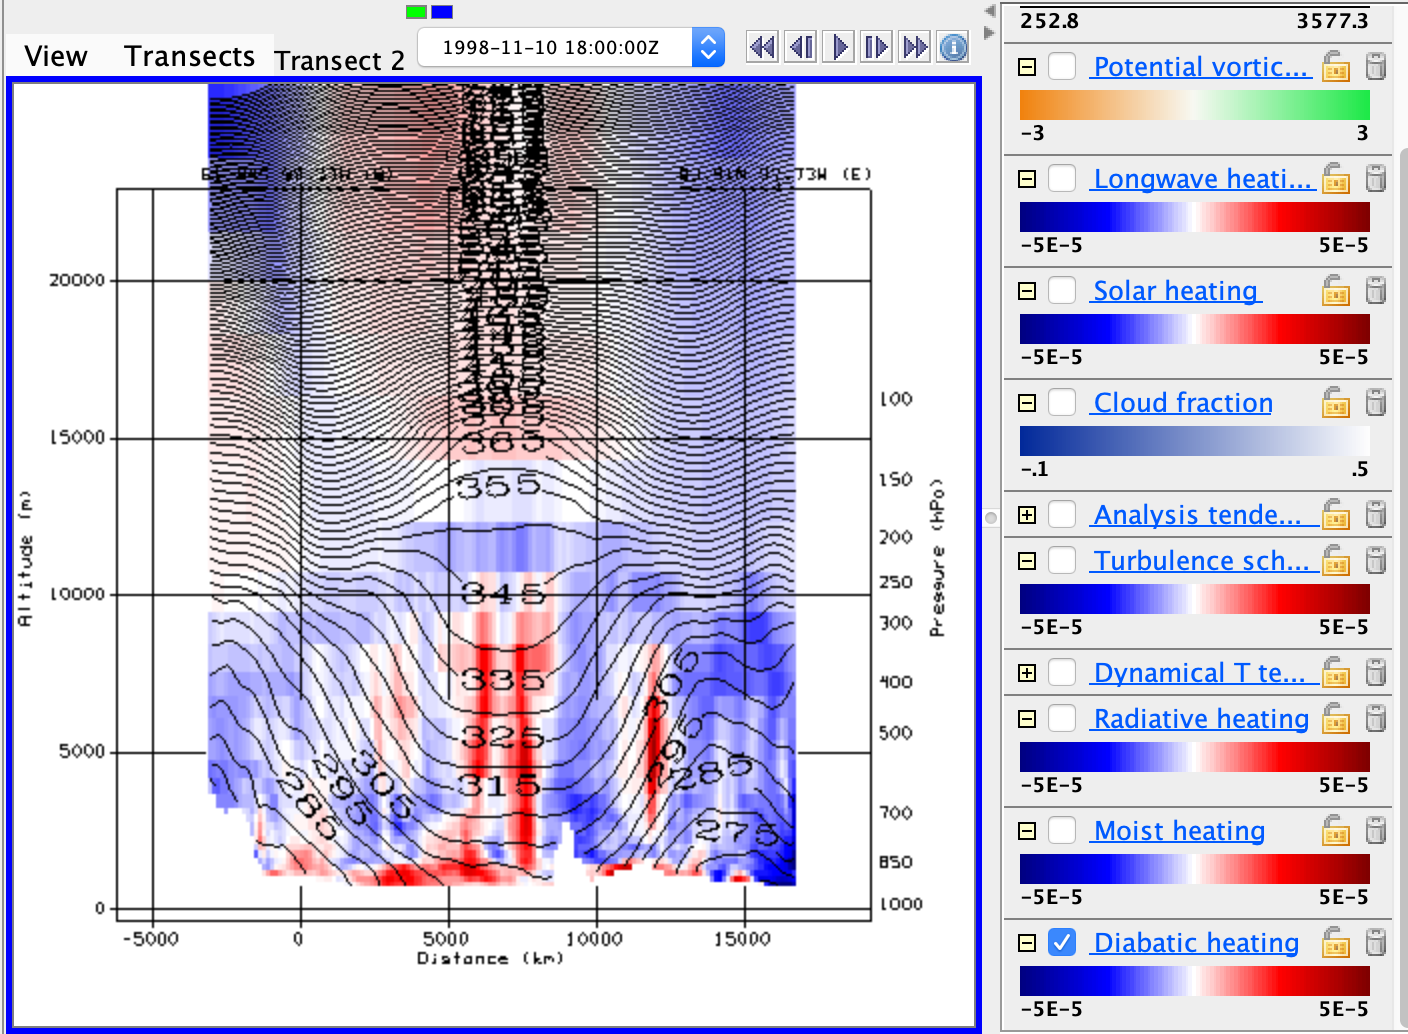 View Transects Transect 2 1998-11-10 18:00:00Z
73W (E)
20000
15000
10000
5000
0
Altitude (m)
365
355
345
335
325
315
305
295
285
305
295
285
275
100
150
200
250
300
400
500
700
850
1000
Pressure (hPa)
-5000 0 5000 10000 15000
Distance (km)
252.8 3577.3
Potential vortic...
-3 3
Longwave heati...
-5E-5 5E-5
Solar heating
-5E-5 5E-5
Cloud fraction
-.1 .5
Analysis tende...
Turbulence sch...
-5E-5 5E-5
Dynamical T te...
Radiative heating
-5E-5 5E-5
Moist heating
-5E-5 5E-5
Diabatic heating
-5E-5 5E-5